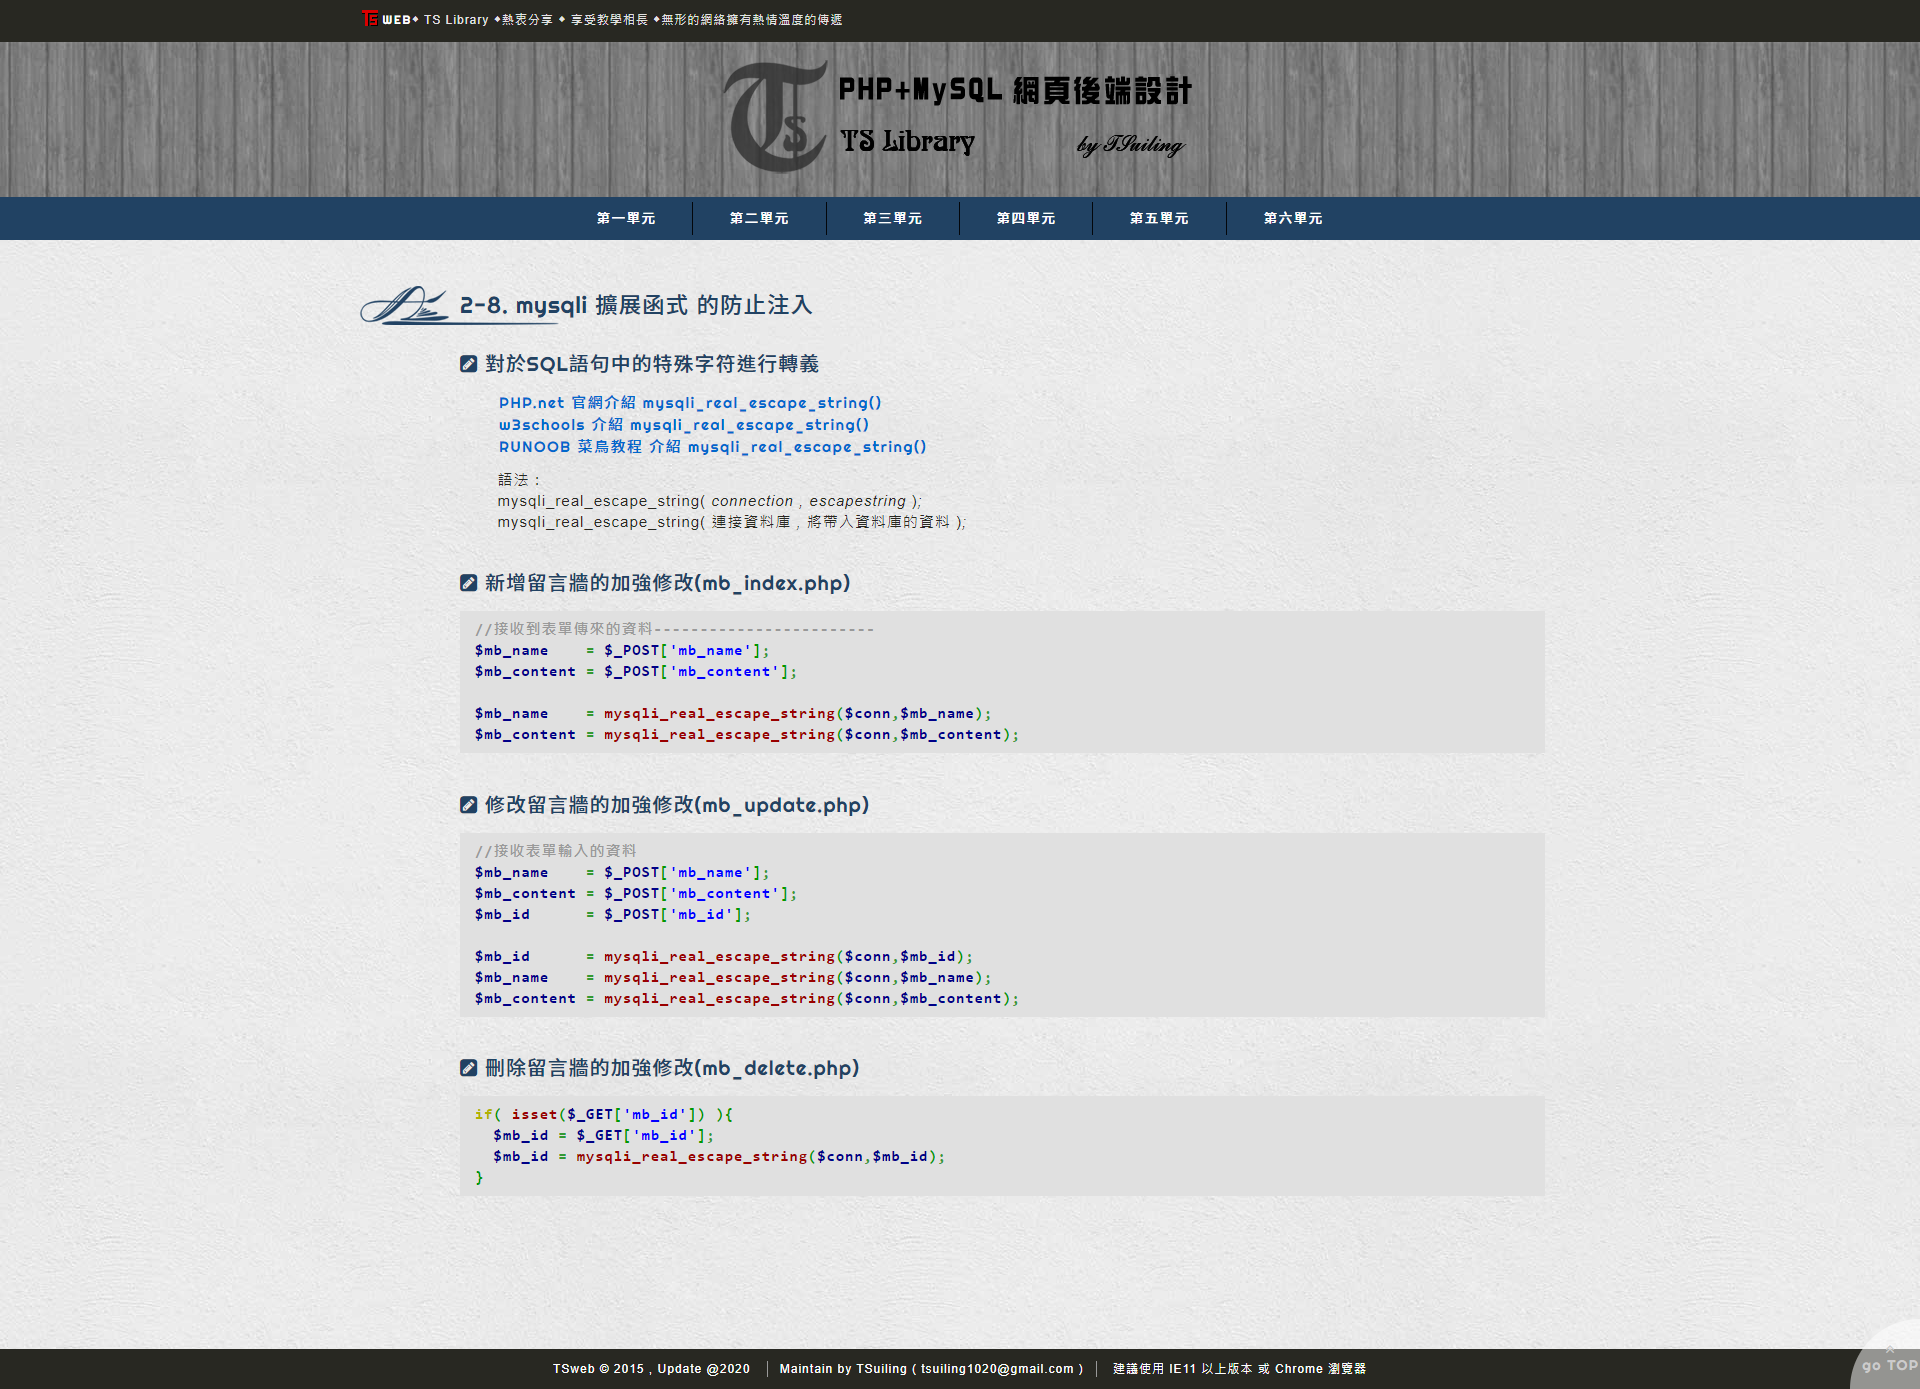 TS WEB◆ TS Library ◆熱衷分享 ◆ 享受教學相長 ◆無形的網絡擁有熱情溫度的傳遞
Ts
PHP+MySQL 網頁後端設計
TS Library by TSuiling
第一單元 第二單元 第三單元 第四單元 第五單元 第六單元
2-8. mysqli 擴展函式 的防止注入
對於SQL語句中的特殊字符進行轉義
PHP.net 官網介紹 mysqli_real_escape_string()
w3schools 介紹 mysqli_real_escape_string()
RUNOOB 菜鳥教程 介紹 mysqli_real_escape_string()
語法：
mysqli_real_escape_string( connection , escapestring );
mysqli_real_escape_string( 連接資料庫 , 將帶入資料庫的資料 );
新增留言牆的加強修改(mb_index.php)
//接收到表單傳來的資料------------------------
$mb_name    = $_POST['mb_name'];
$mb_content = $_POST['mb_content'];
$mb_name    = mysqli_real_escape_string($conn,$mb_name);
$mb_content = mysqli_real_escape_string($conn,$mb_content);
修改留言牆的加強修改(mb_update.php)
//接收表單輸入的資料
$mb_name    = $_POST['mb_name'];
$mb_content = $_POST['mb_content'];
$mb_id      = $_POST['mb_id'];
$mb_id      = mysqli_real_escape_string($conn,$mb_id);
$mb_name    = mysqli_real_escape_string($conn,$mb_name);
$mb_content = mysqli_real_escape_string($conn,$mb_content);
刪除留言牆的加強修改(mb_delete.php)
if( isset($_GET['mb_id']) ){
  $mb_id = $_GET['mb_id'];
  $mb_id = mysqli_real_escape_string($conn,$mb_id);
}
go TOP
TSweb © 2015 , Update @2020 │ Maintain by TSuiling ( tsuiling1020@gmail.com ) │ 建議使用 IE11 以上版本 或 Chrome 瀏覽器